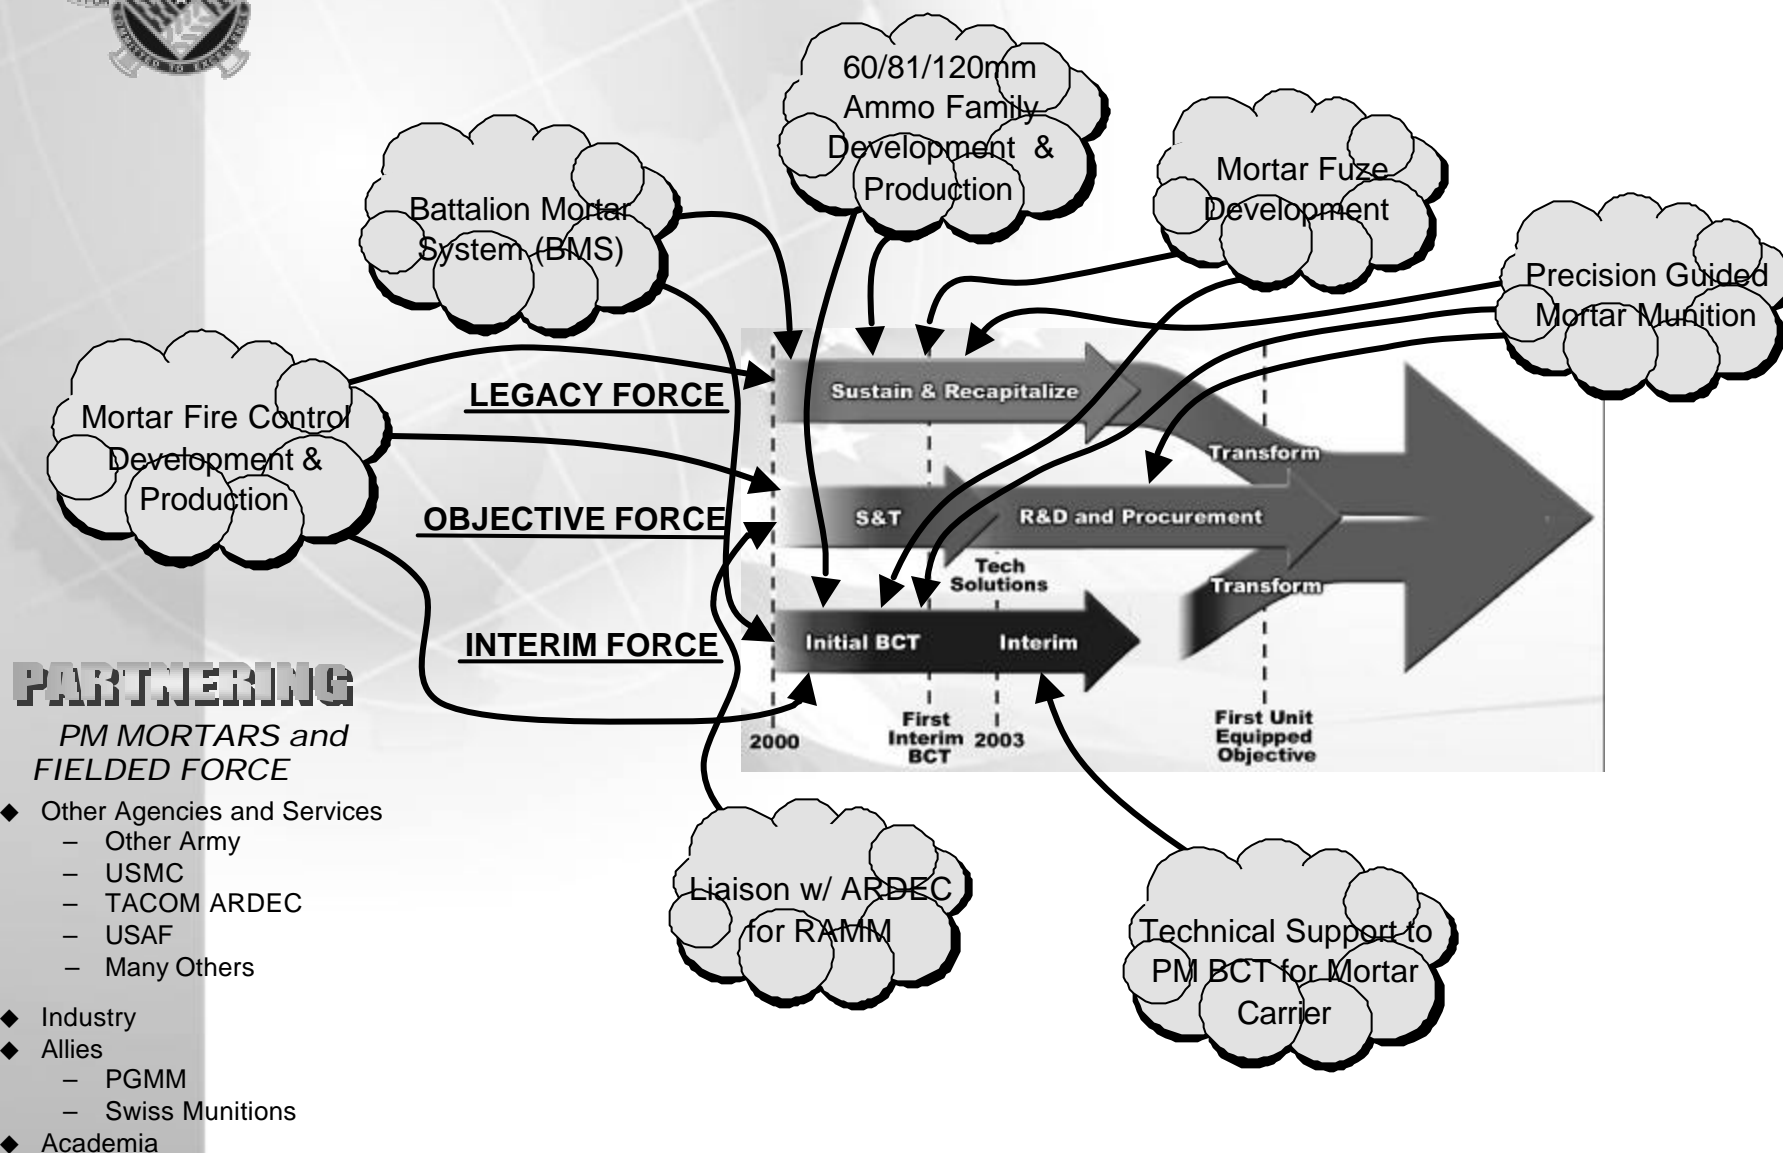 FOR
COMMITTED TO EXCELLENCE
60/81/120mm
Ammo Family
Development &
Production
Battalion Mortar
System (BMS)
Mortar Fuze
Development
Precision Guided
Mortar Munition
Mortar Fire Control
Development &
Production
LEGACY FORCE
Sustain & Recapitalize
Transform
OBJECTIVE FORCE
S&T
R&D and Procurement
Tech
Solutions
Transform
INTERIM FORCE
Initial BCT
Interim
2000
First
Interim
BCT
2003
First Unit
Equipped
Objective
PARTNERING
PM MORTARS and
FIELDED FORCE
◆ Other Agencies and Services
– Other Army
– USMC
– TACOM ARDEC
– USAF
– Many Others
◆ Industry
◆ Allies
– PGMM
– Swiss Munitions
◆ Academia
Liaison w/ ARDEC
for RAMM
Technical Support to
PM BCT for Mortar
Carrier